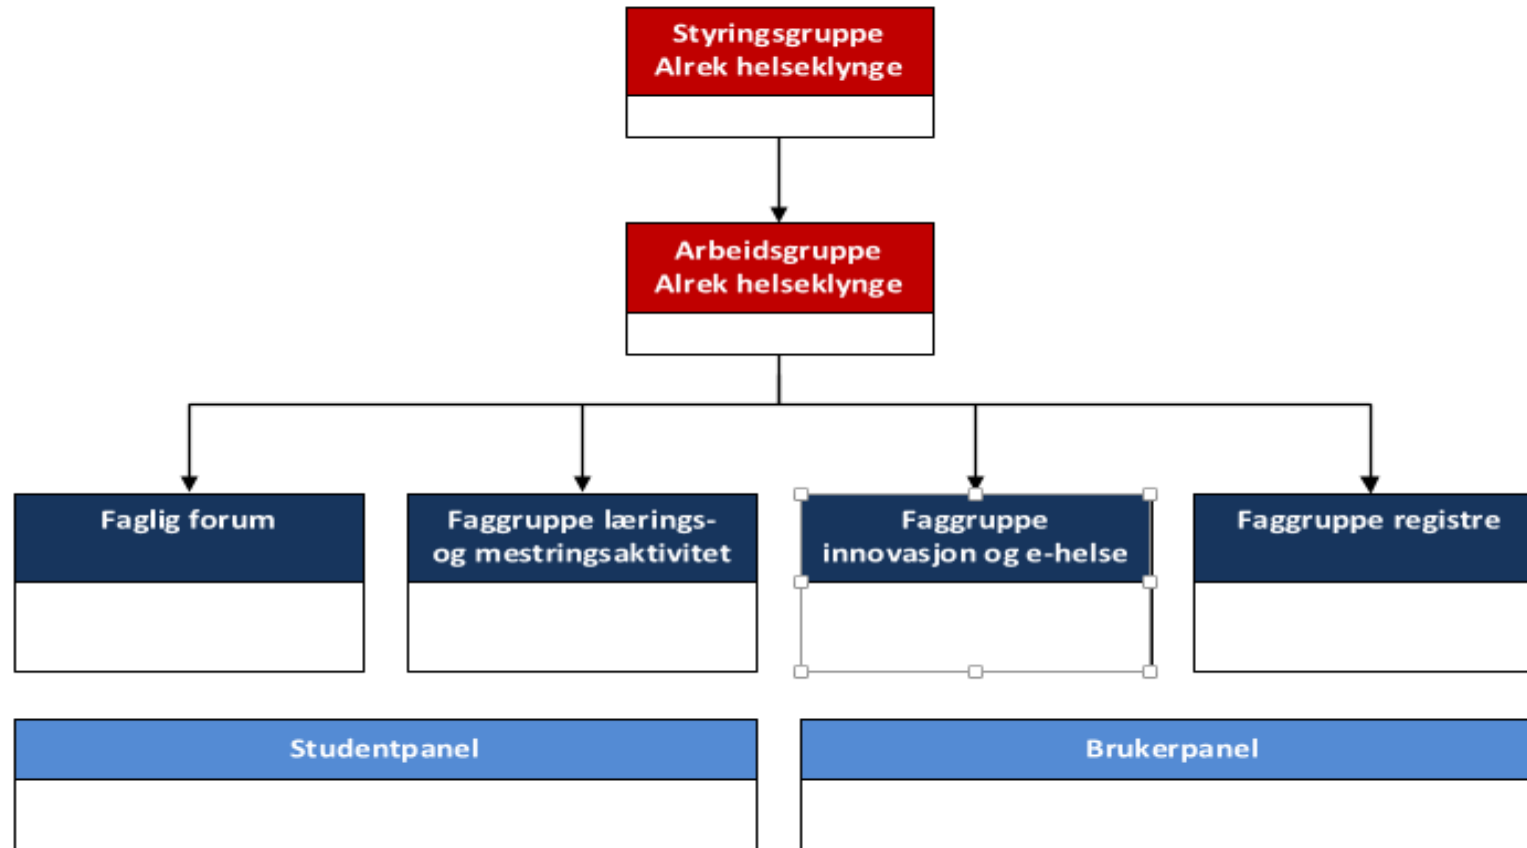 Styringsgruppe
Alrek helseklynge
Arbeidsgruppe
Alrek helseklynge
Faglig forum
Faggruppe lærings-
og mestringsaktivitet
Faggruppe
innovasjon og e-helse
Faggruppe registre
Studentpanel
Brukerpanel